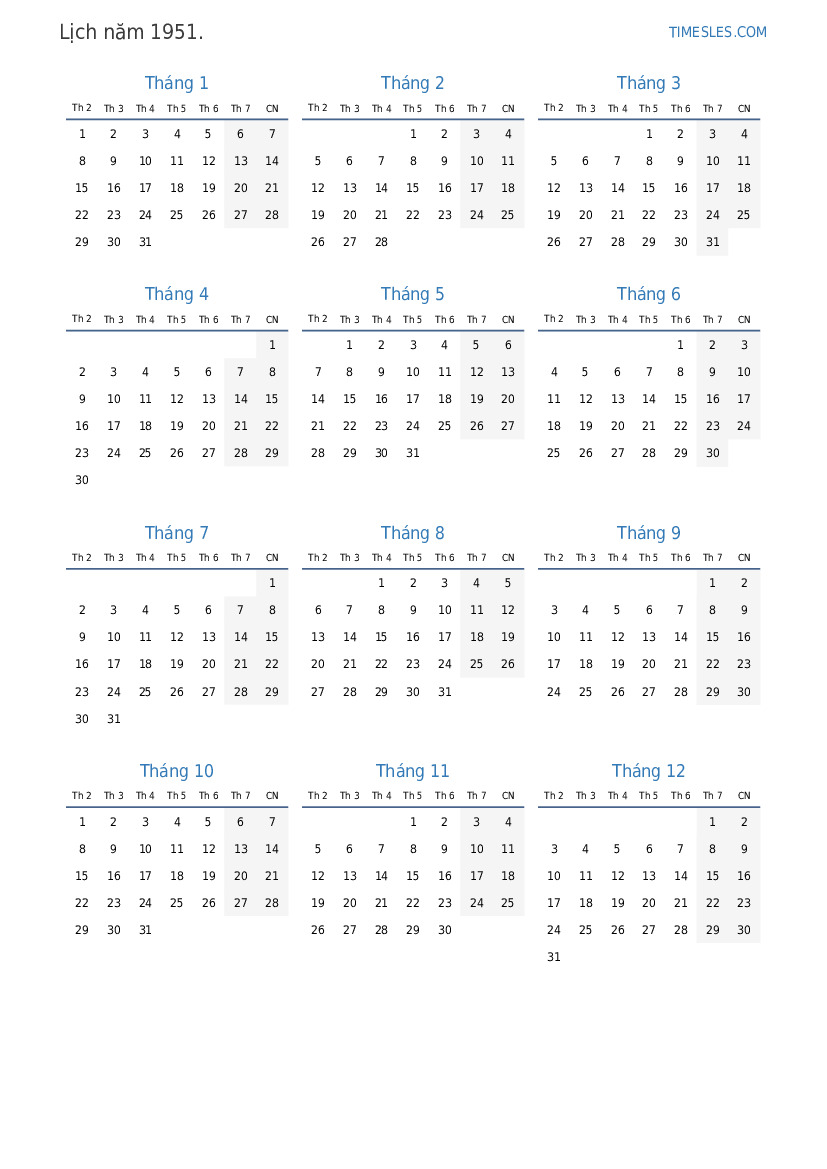 Lịch năm 1951. TIMESLES.COM
Tháng 1 Tháng 2 Tháng 3
Th 2 Th 3 Th 4 Th 5 Th 6 Th 7 CN Th 2 Th 3 Th 4 Th 5 Th 6 Th 7 CN Th 2 Th 3 Th 4 Th 5 Th 6 Th 7 CN
1 2 3 4 5 6 7 1 2 3 4 1 2 3 4
8 9 10 11 12 13 14 5 6 7 8 9 10 11 5 6 7 8 9 10 11
15 16 17 18 19 20 21 12 13 14 15 16 17 18 12 13 14 15 16 17 18
22 23 24 25 26 27 28 19 20 21 22 23 24 25 19 20 21 22 23 24 25
29 30 31 26 27 28 26 27 28 29 30 31
Tháng 4 Tháng 5 Tháng 6
Th 2 Th 3 Th 4 Th 5 Th 6 Th 7 CN Th 2 Th 3 Th 4 Th 5 Th 6 Th 7 CN Th 2 Th 3 Th 4 Th 5 Th 6 Th 7 CN
1 1 2 3 4 5 6 1 2 3
2 3 4 5 6 7 8 7 8 9 10 11 12 13 4 5 6 7 8 9 10
9 10 11 12 13 14 15 14 15 16 17 18 19 20 11 12 13 14 15 16 17
16 17 18 19 20 21 22 21 22 23 24 25 26 27 18 19 20 21 22 23 24
23 24 25 26 27 28 29 28 29 30 31 25 26 27 28 29 30
30
Tháng 7 Tháng 8 Tháng 9
Th 2 Th 3 Th 4 Th 5 Th 6 Th 7 CN Th 2 Th 3 Th 4 Th 5 Th 6 Th 7 CN Th 2 Th 3 Th 4 Th 5 Th 6 Th 7 CN
1 1 2 3 4 5 1 2
2 3 4 5 6 7 8 6 7 8 9 10 11 12 3 4 5 6 7 8 9
9 10 11 12 13 14 15 13 14 15 16 17 18 19 10 11 12 13 14 15 16
16 17 18 19 20 21 22 20 21 22 23 24 25 26 17 18 19 20 21 22 23
23 24 25 26 27 28 29 27 28 29 30 31 24 25 26 27 28 29 30
30 31
Tháng 10 Tháng 11 Tháng 12
Th 2 Th 3 Th 4 Th 5 Th 6 Th 7 CN Th 2 Th 3 Th 4 Th 5 Th 6 Th 7 CN Th 2 Th 3 Th 4 Th 5 Th 6 Th 7 CN
1 2 3 4 5 6 7 1 2 3 4 1 2
8 9 10 11 12 13 14 5 6 7 8 9 10 11 3 4 5 6 7 8 9
15 16 17 18 19 20 21 12 13 14 15 16 17 18 10 11 12 13 14 15 16
22 23 24 25 26 27 28 19 20 21 22 23 24 25 17 18 19 20 21 22 23
29 30 31 26 27 28 29 30 24 25 26 27 28 29 30
31